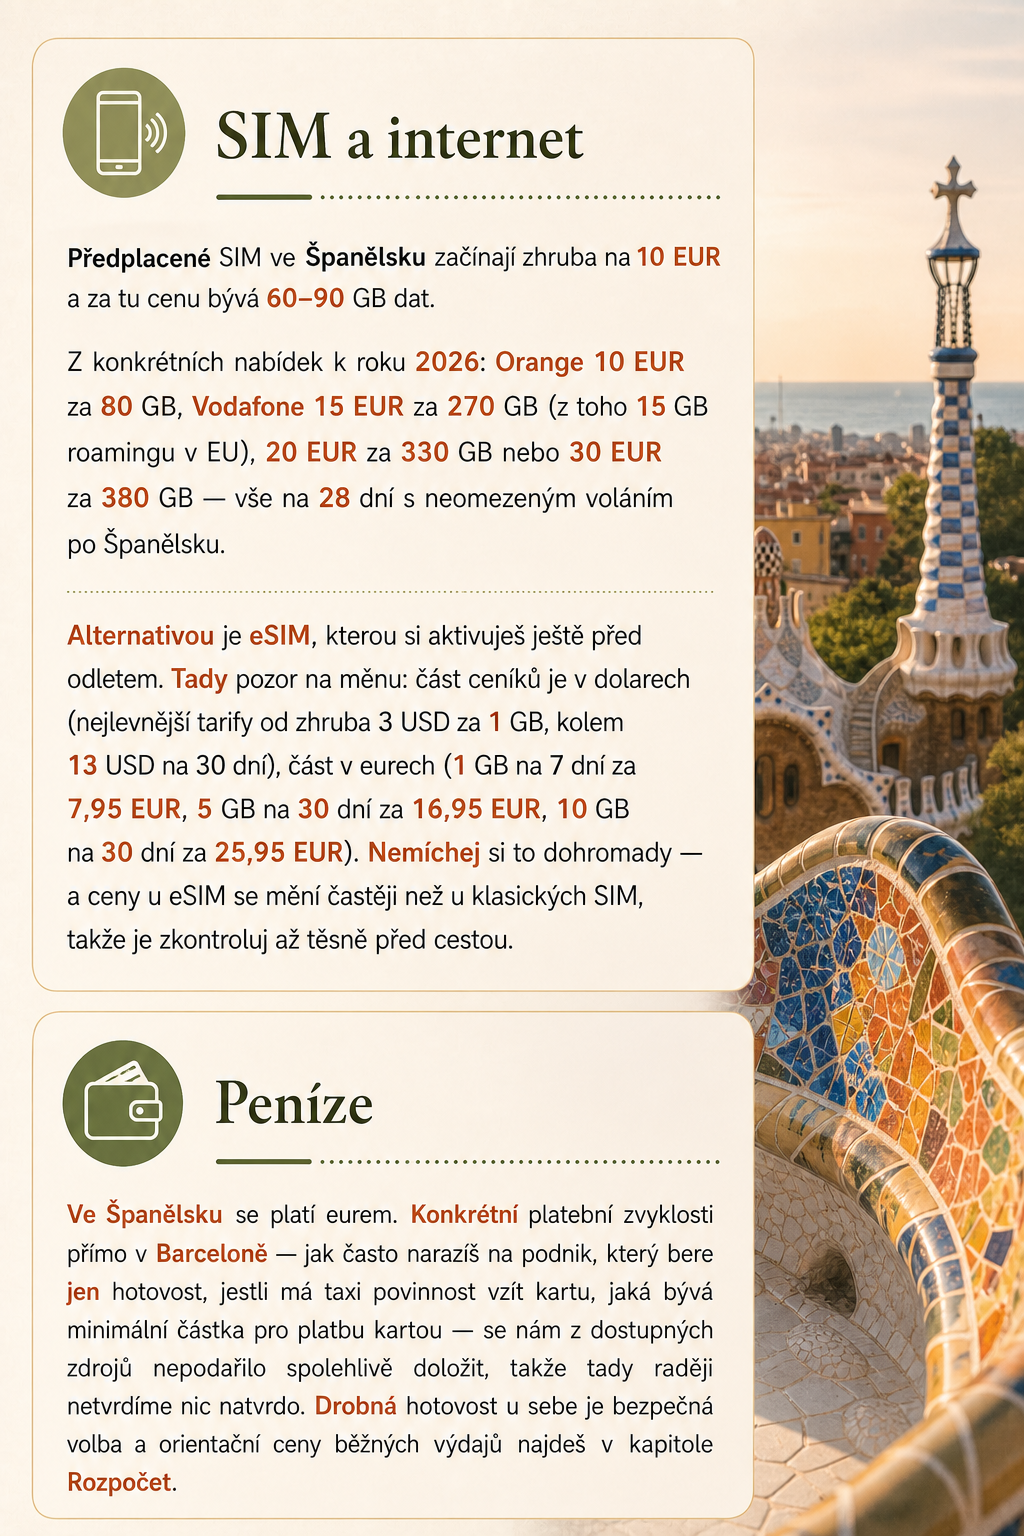 SIM a internet
Předplacené SIM ve Španělsku začínají zhruba na 10 EUR
a za tu cenu bývá 60–90 GB dat.
Z konkrétních nabídek k roku 2026: Orange 10 EUR
za 80 GB, Vodafone 15 EUR za 270 GB (z toho 15 GB
roamingu v EU), 20 EUR za 330 GB nebo 30 EUR
za 380 GB — vše na 28 dní s neomezeným voláním
po Španělsku.
Alternativou je eSIM, kterou si aktivuješ ještě před
odletem. Tady pozor na měnu: část ceníků je v dolarech
(nejlevnější tarify od zhruba 3 USD za 1 GB, kolem
13 USD na 30 dní), část v eurech (1 GB na 7 dní za
7,95 EUR, 5 GB na 30 dní za 16,95 EUR, 10 GB
na 30 dní za 25,95 EUR). Nemíchej si to dohromady —
a ceny u eSIM se mění častěji než u klasických SIM,
takže je zkontroluj až těsně před cestou.
Peníze
Ve Španělsku se platí eurem. Konkrétní platební zvyklosti
přímo v Barceloně — jak často narazíš na podnik, který bere
jen hotovost, jestli má taxi povinnost vzít kartu, jaká bývá
minimální částka pro platbu kartou — se nám z dostupných
zdrojů nepodařilo spolehlivě doložit, takže tady raději
netvrdíme nic natvrdo. Drobná hotovost u sebe je bezpečná
volba a orientační ceny běžných výdajů najdeš v kapitole
Rozpočet.